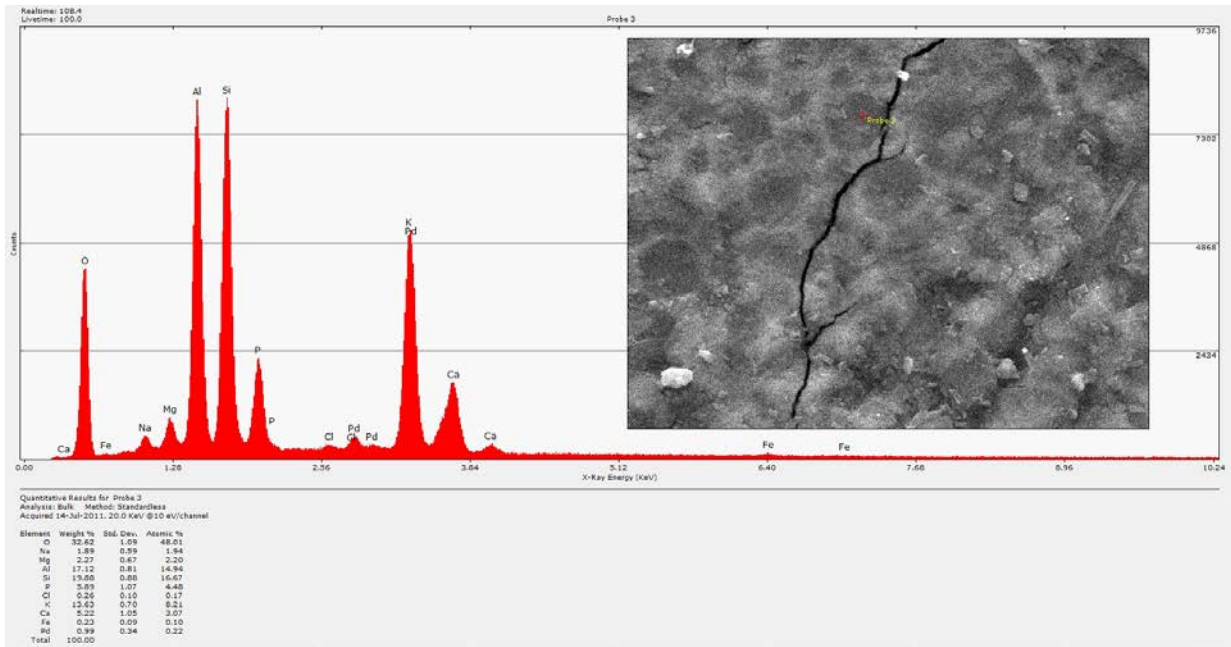 Realtime: 108.4
Livetime: 100.0
Probe 3
9736
7302
4868
2434
Counts
O
Al
Si
P
P
K
Pd
Ca
Mg
Na
Fe
Ca
Cl
Pd
Cl
Pd
Ca
Fe
Fe
Probe 3
0.00 1.28 2.56 3.84 5.12 6.40 7.68 8.96 10.24
X-Ray Energy (KeV)
Quantitative Results for Probe 3
Analysis: Bulk Method: Standardless
Acquired 14-Jul-2011, 20.0 KeV @10 eV/channel
Element Weight % Std. Dev. Atomic %
O 32.62 1.09 48.01
Na 1.89 0.59 1.94
Mg 2.27 0.67 2.20
Al 17.12 0.81 14.94
Si 19.88 0.88 16.67
P 5.89 1.07 4.48
Cl 0.26 0.10 0.17
K 13.63 0.70 8.21
Ca 5.22 1.05 3.07
Fe 0.23 0.09 0.10
Pd 0.99 0.34 0.22
Total 100.00